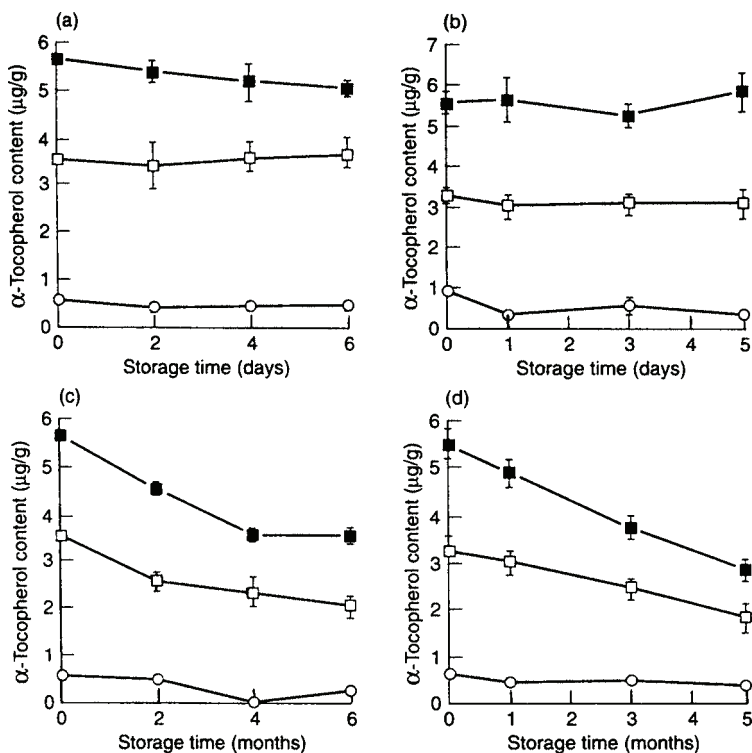 (a)
α-Tocopherol content (µg/g)
6
5
4
3
2
1
0
0 2 4 6
Storage time (days)
(b)
α-Tocopherol content (µg/g)
7
6
5
4
3
2
1
0
0 1 2 3 4 5
Storage time (days)
(c)
α-Tocopherol content (µg/g)
6
5
4
3
2
1
0
0 2 4 6
Storage time (months)
(d)
α-Tocopherol content (µg/g)
6
5
4
3
2
1
0
0 1 2 3 4 5
Storage time (months)